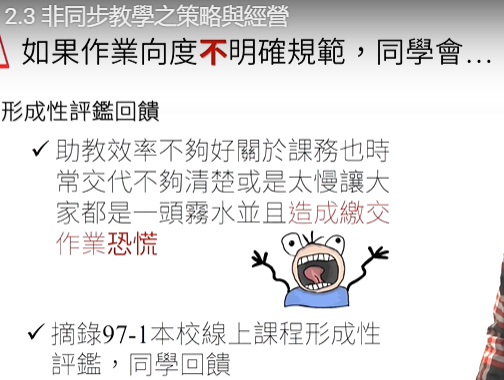 2.3 非同步教學之策略與經營
如果作業向度不明確規範，同學會...
形成性評鑑回饋
✓ 助教效率不夠好關於課務也時
常交代不夠清楚或是太慢讓大
家都是一頭霧水並且造成繳交
作業恐慌
✓ 摘錄97-1本校線上課程形成性
評鑑，同學回饋